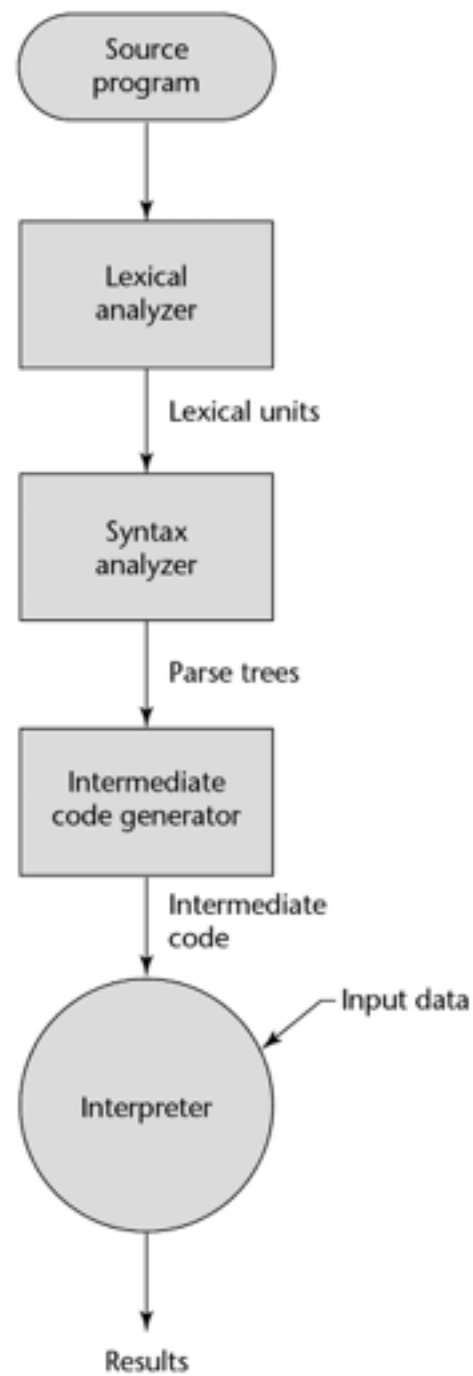 Source
program
Lexical
analyzer
Lexical units
Syntax
analyzer
Parse trees
Intermediate
code generator
Intermediate
code
Input data
Interpreter
Results